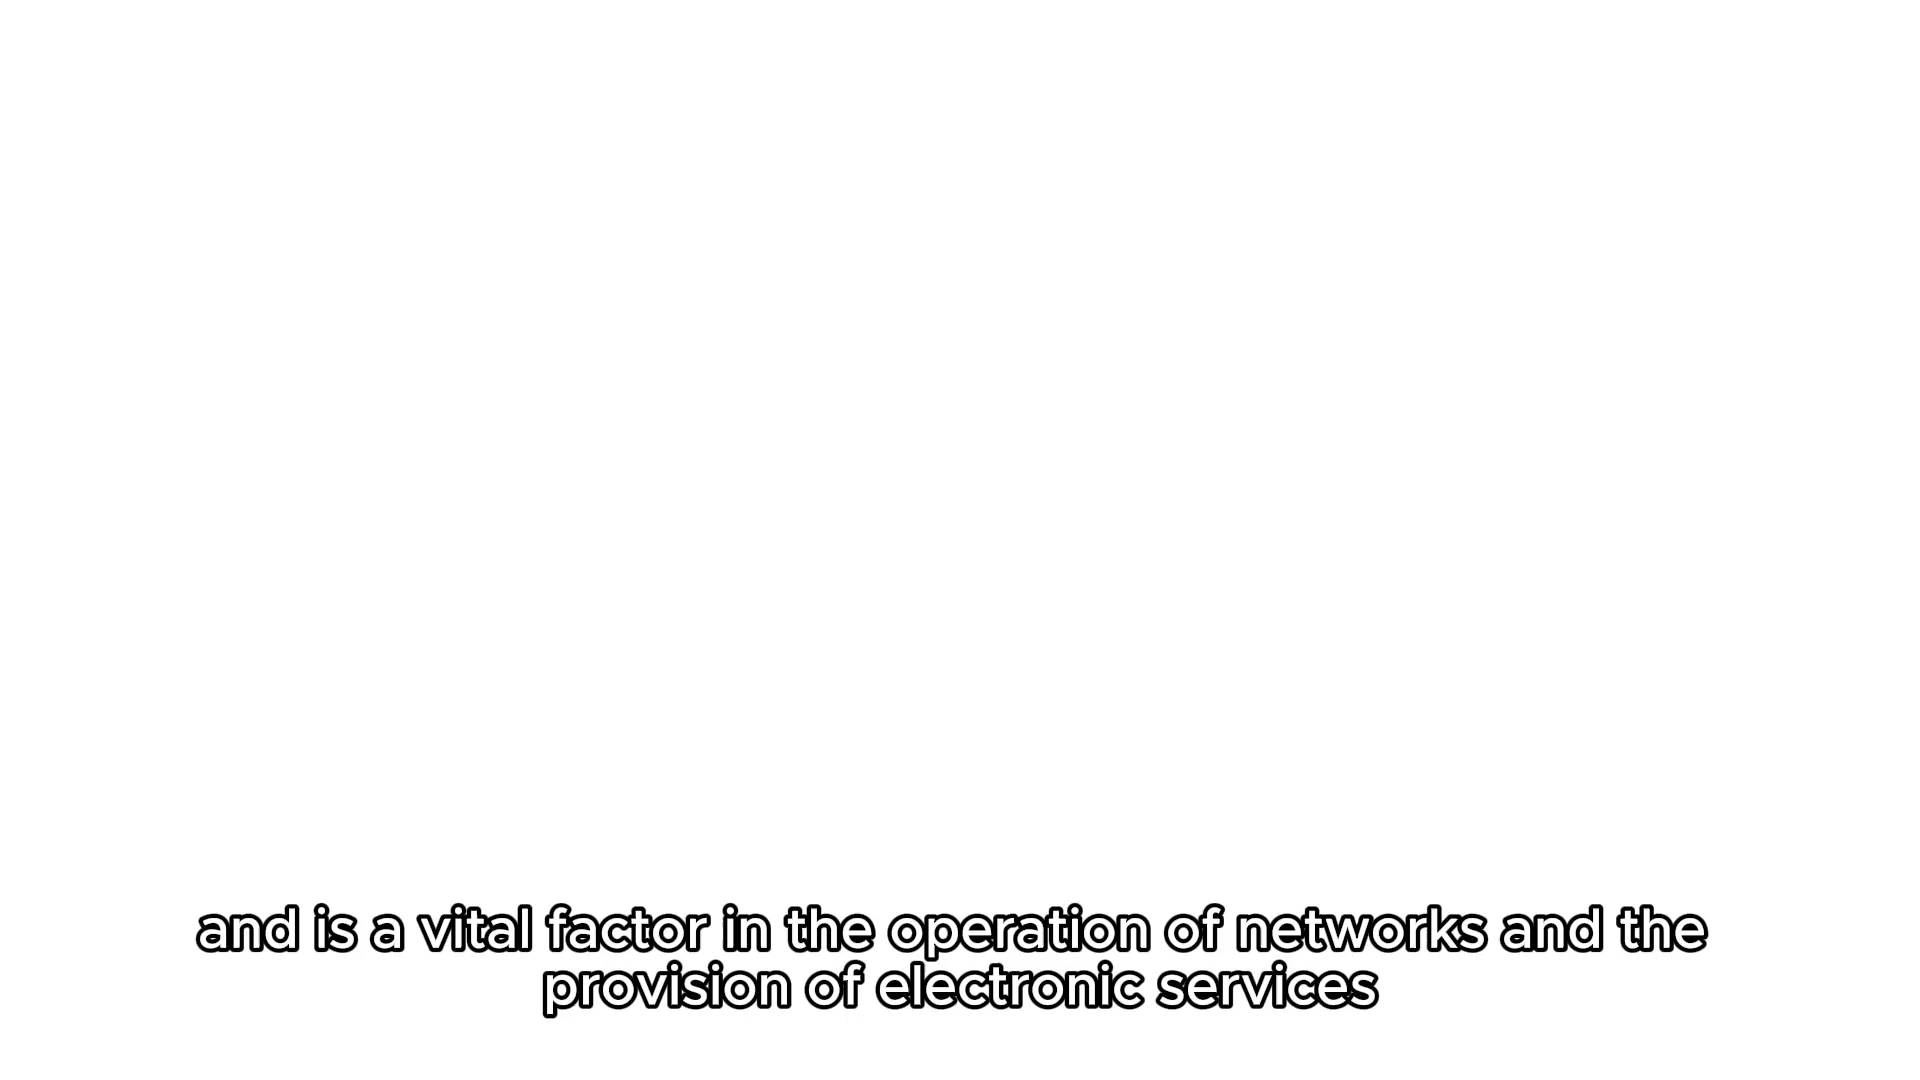 and is a vital factor in the operation of networks and the
provision of electronic services